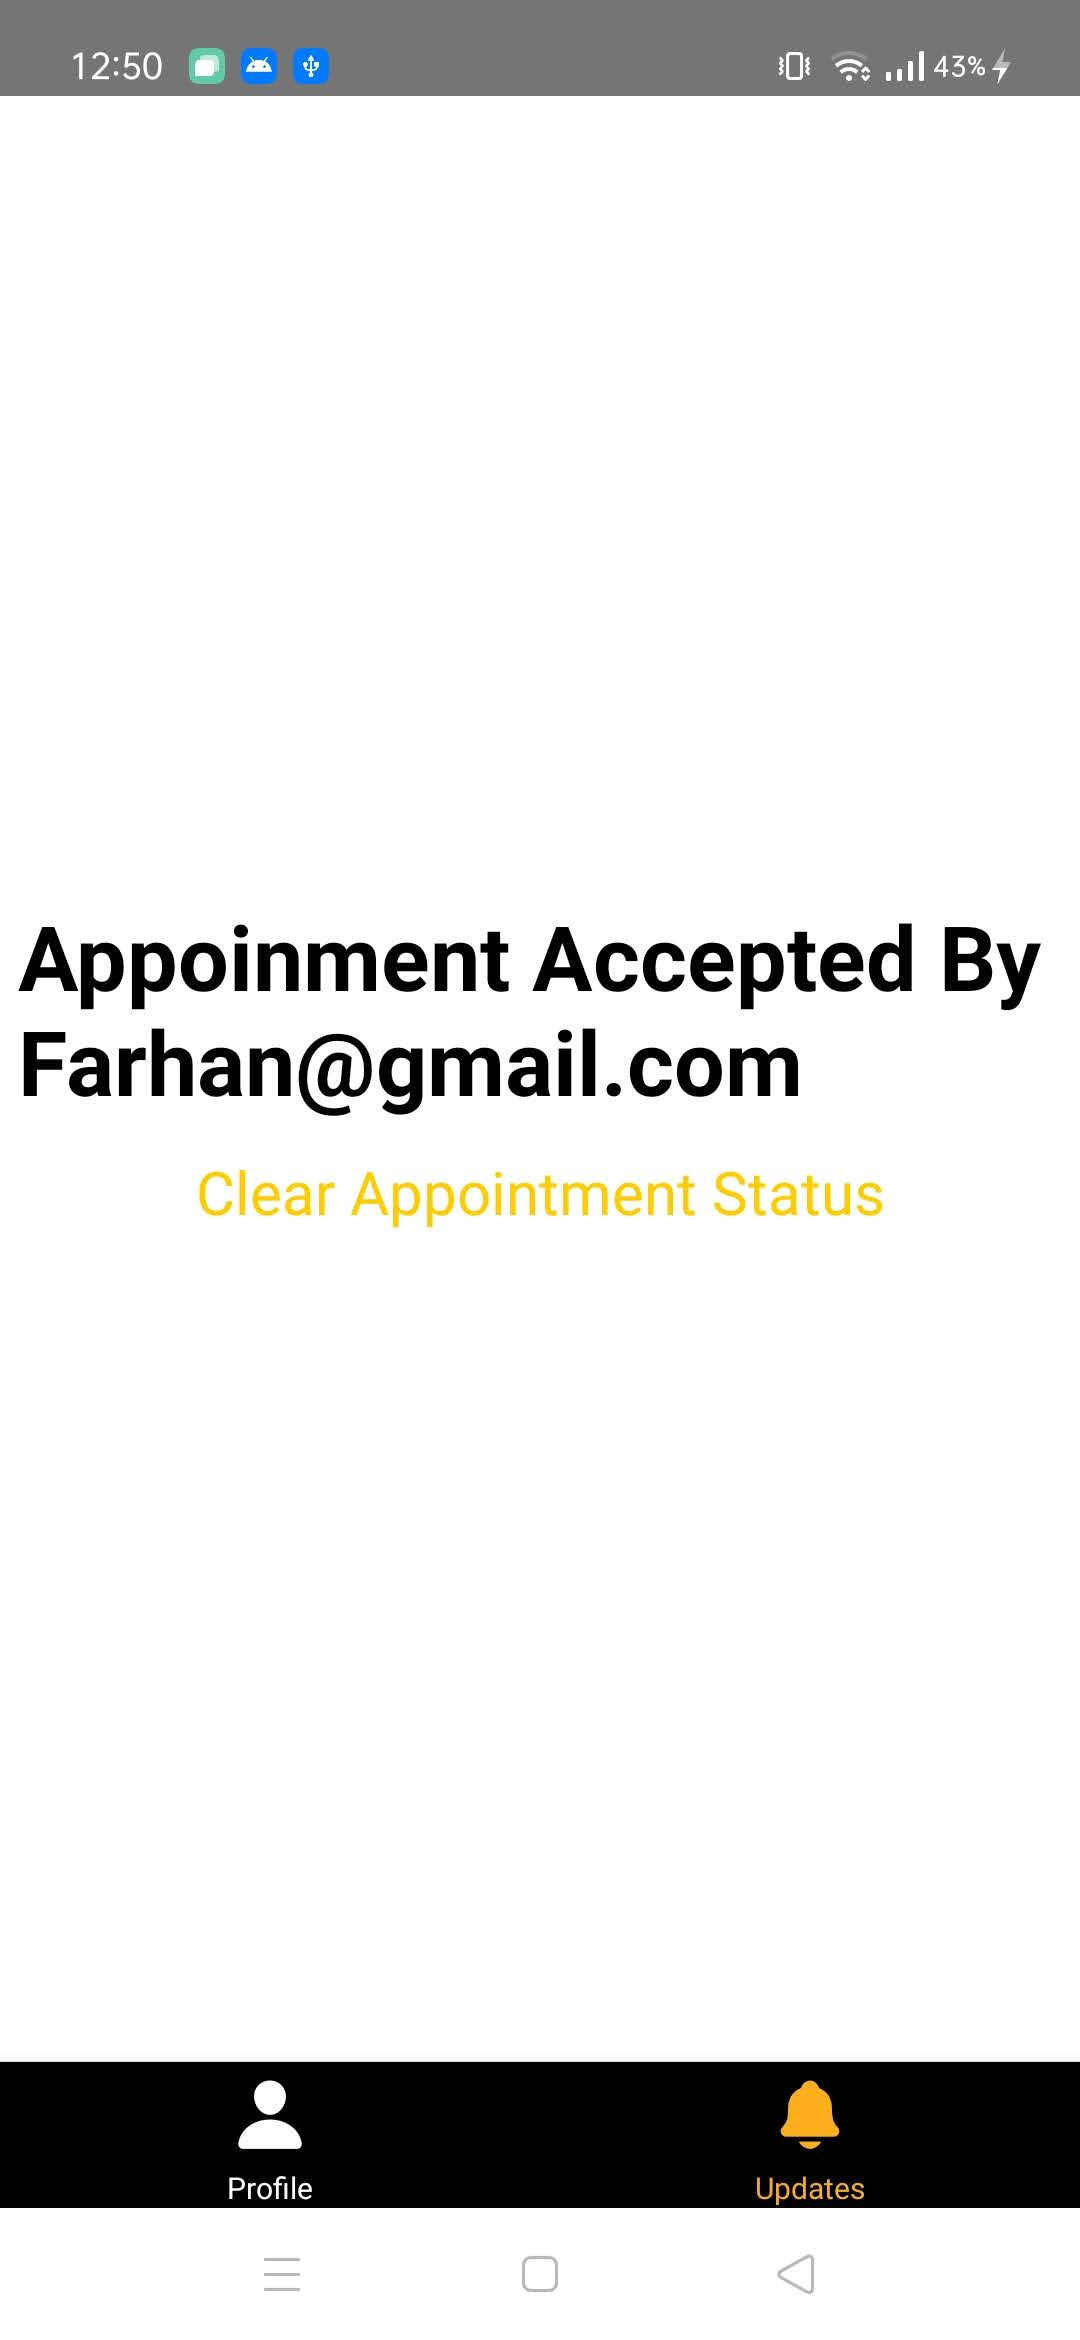 12:50
43%
Appoinment Accepted By
Farhan@gmail.com
Clear Appointment Status
Profile
Updates